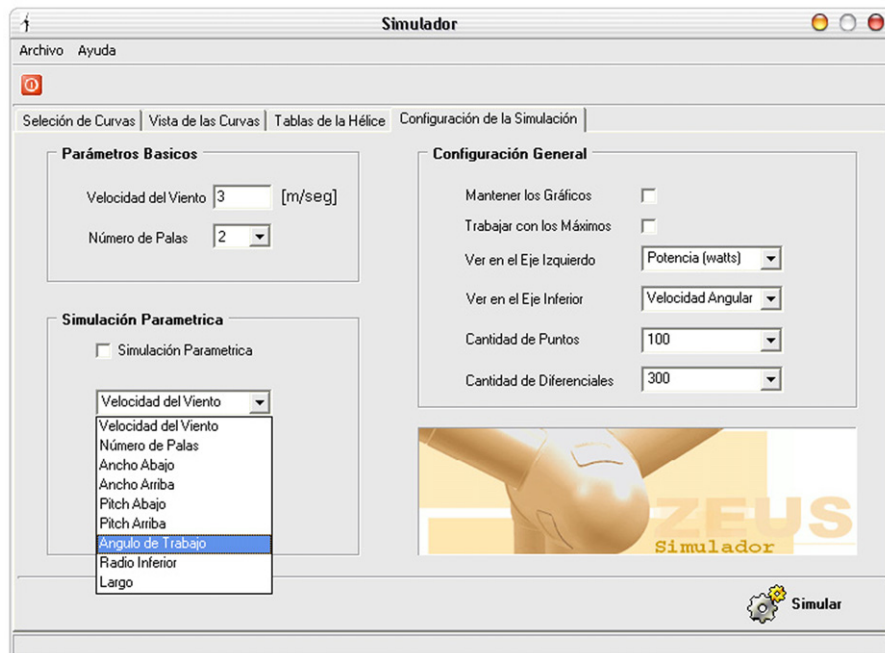 Simulador
Archivo Ayuda
Seleción de Curvas Vista de las Curvas Tablas de la Hélice Configuración de la Simulación
Parámetros Basicos
Velocidad del Viento 3 [m/seg]
Número de Palas 2
Simulación Parametrica
Simulación Parametrica
Velocidad del Viento
Velocidad del Viento
Número de Palas
Ancho Abajo
Ancho Arriba
Pitch Abajo
Pitch Arriba
Angulo de Trabajo
Radio Inferior
Largo
Configuración General
Mantener los Gráficos
Trabajar con los Máximos
Ver en el Eje Izquierdo Potencia (watts)
Ver en el Eje Inferior Velocidad Angular
Cantidad de Puntos 100
Cantidad de Diferenciales 300
ZEUS
Simulador
Simular